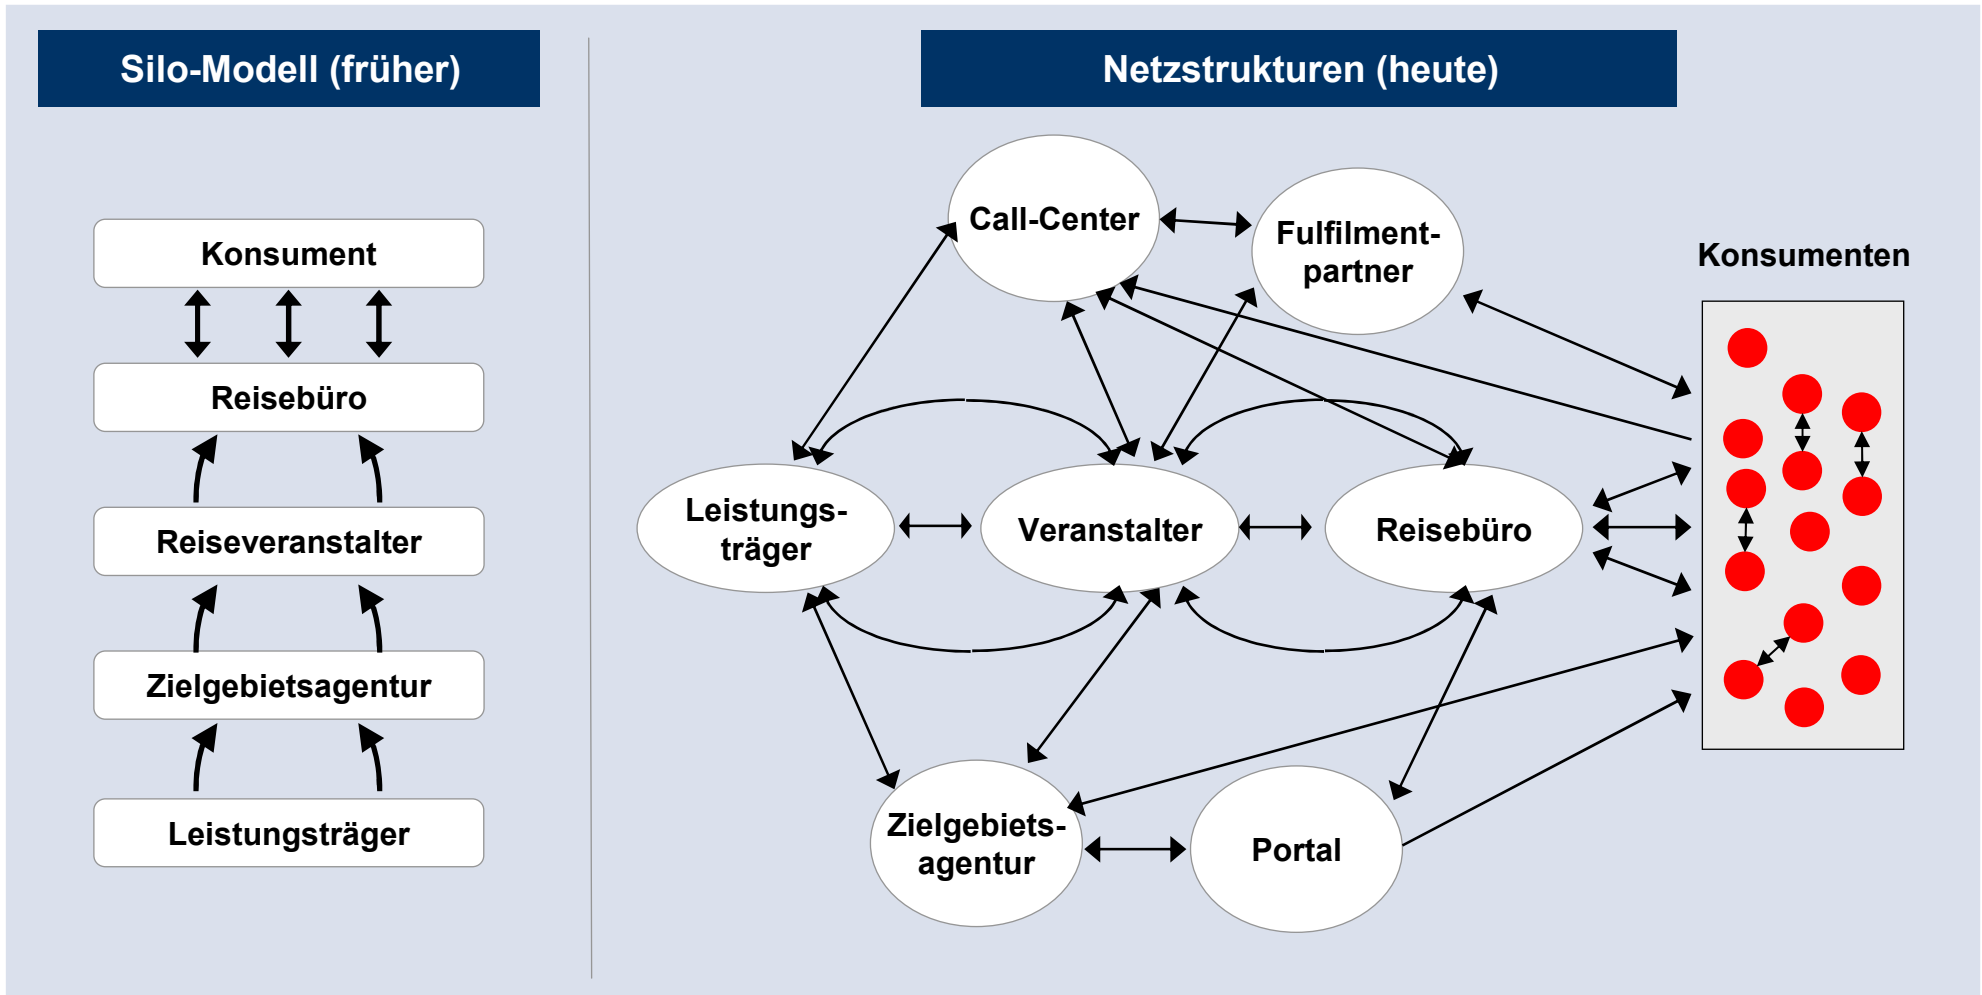 Silo-Modell (früher)
Konsument
Reisebüro
Reiseveranstalter
Zielgebietsagentur
Leistungsträger
Netzstrukturen (heute)
Call-Center
Fulfilment-
partner
Konsumenten
Leistungs-
träger
Veranstalter
Reisebüro
Zielgebiets-
agentur
Portal